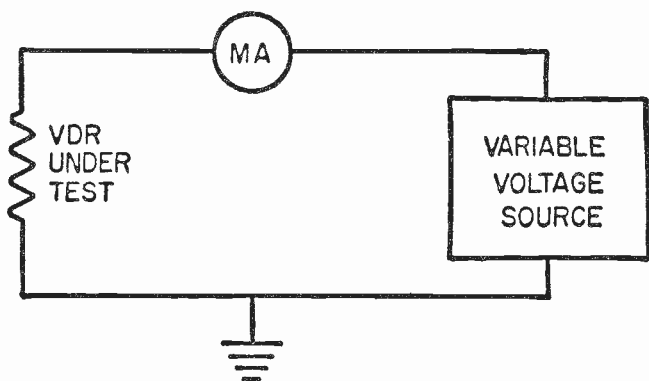 MA
VDR
UNDER
TEST
VARIABLE
VOLTAGE
SOURCE